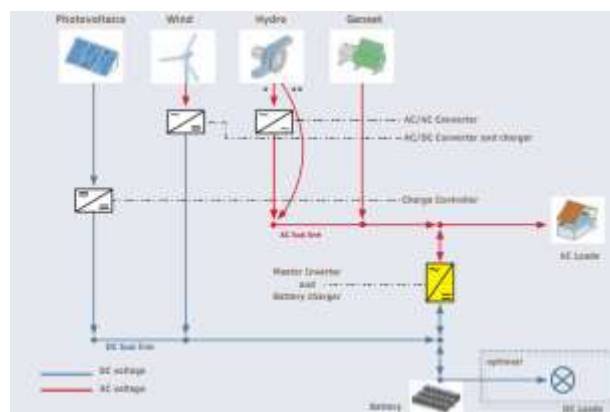 Photovoltaics
Wind
Hydro
Genset
AC/AC Converter
AC/DC Converter and charger
Charge Controller
AC bus line
AC Loads
Master Inverter
and
Battery charger
DC bus line
DC voltage
AC voltage
optional
Battery
DC Loads